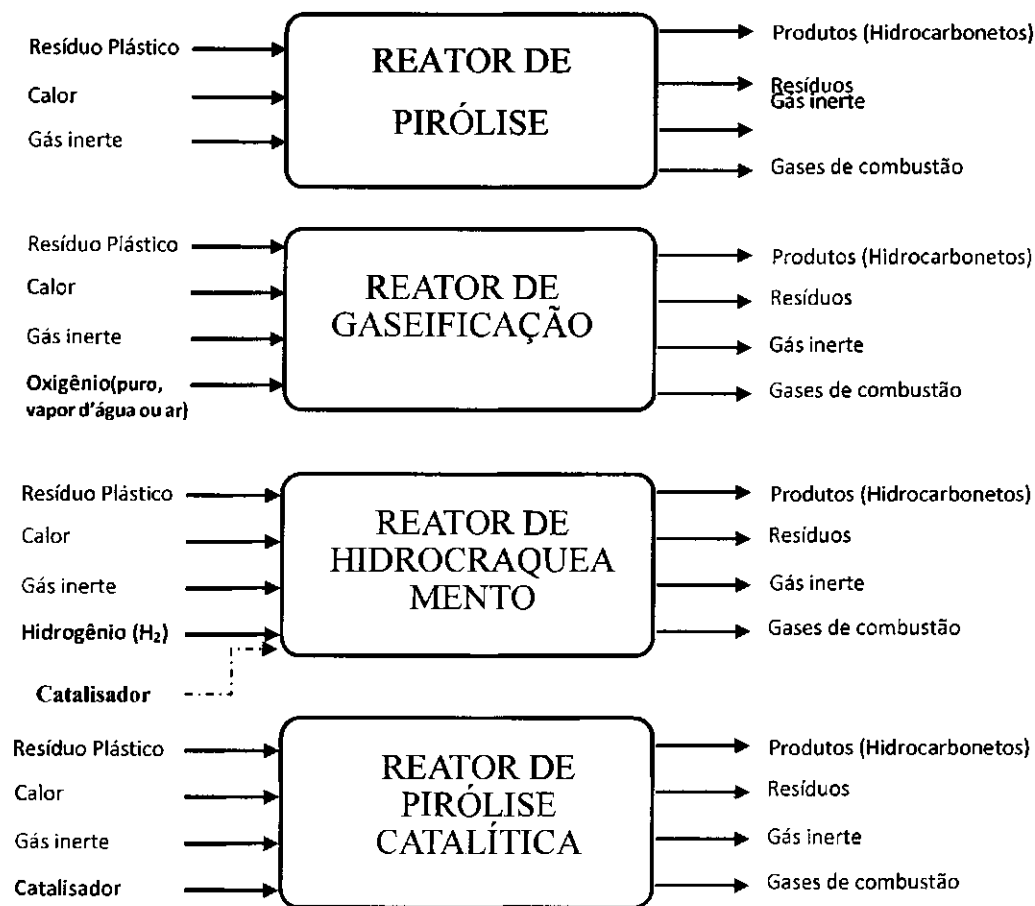 Resíduo Plástico
Calor
Gás inerte
REATOR DE
PIRÓLISE
Produtos (Hidrocarbonetos)
Resíduos
Gás inerte
Gases de combustão
Resíduo Plástico
Calor
Gás inerte
Oxigênio(puro,
vapor d'água ou ar)
REATOR DE
GASEIFICAÇÃO
Produtos (Hidrocarbonetos)
Resíduos
Gás inerte
Gases de combustão
Resíduo Plástico
Calor
Gás inerte
Hidrogênio (H₂)
Catalisador
REATOR DE
HIDROCRAQUEA
MENTO
Produtos (Hidrocarbonetos)
Resíduos
Gás inerte
Gases de combustão
Resíduo Plástico
Calor
Gás inerte
Catalisador
REATOR DE
PIRÓLISE
CATALÍTICA
Produtos (Hidrocarbonetos)
Resíduos
Gás inerte
Gases de combustão